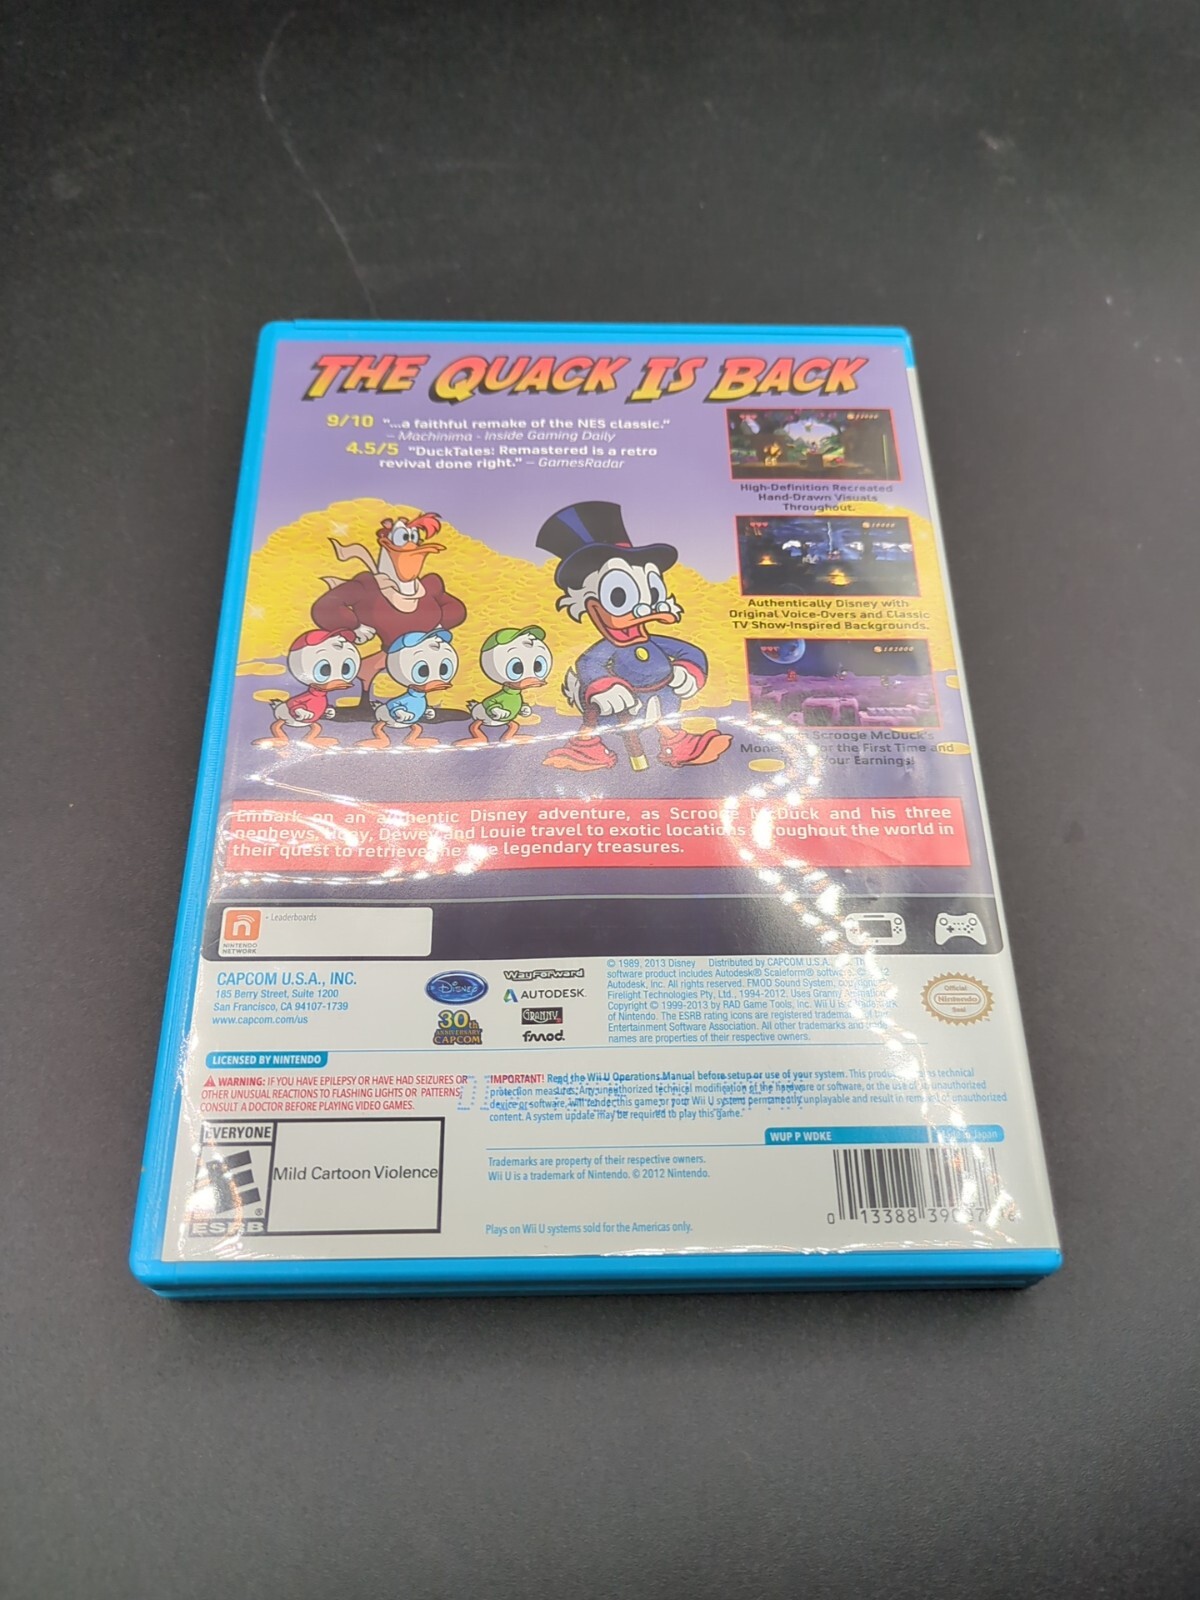 THE QUACK IS BACK
9/10 "...a faithful remake of the NES classic."
– Machinima - Inside Gaming Daily
4.5/5 "DuckTales: Remastered is a retro
revival done right." – GamesRadar
High-Definition Recreated
Hand-Drawn Visuals
Throughout.
Authentically Disney with
Original Voice-Overs and Classic
TV Show-Inspired Backgrounds.
Scrooge McDuck's
for the First Time and
Your Earnings!
Embark on an authentic Disney adventure, as Scrooge McDuck and his three
nephews, Huey, Dewey and Louie travel to exotic locations throughout the world in
their quest to retrieve the legendary treasures.
n
NINTENDO
NETWORK
• Leaderboards
CAPCOM U.S.A., INC.
185 Berry Street, Suite 1200
San Francisco, CA 94107-1739
www.capcom.com/us
Disney
30th
ANNIVERSARY
CAPCOM
WayForward
AUTODESK
GRANNY
fmod.
© 1989, 2013 Disney Distributed by CAPCOM U.S.A.,
software product includes Autodesk® Scaleform® software,
Autodesk, Inc. All rights reserved. FMOD Sound System, copyright ©
Firelight Technologies Pty, Ltd., 1994-2012. Uses Granny Animation.
Copyright © 1999-2013 by RAD Game Tools, Inc. Wii U is a trademark
of Nintendo. The ESRB rating icons are registered trademarks of the
Entertainment Software Association. All other trademarks and trade
names are properties of their respective owners.
Official
Nintendo
Seal
LICENSED BY NINTENDO
WARNING: IF YOU HAVE EPILEPSY OR HAVE HAD SEIZURES OR
OTHER UNUSUAL REACTIONS TO FLASHING LIGHTS OR PATTERNS,
CONSULT A DOCTOR BEFORE PLAYING VIDEO GAMES.
IMPORTANT! Read the Wii U Operations Manual before setup or use of your system. This product contains technical
protection measures. Any unauthorized technical modification of the hardware or software, or the use of unauthorized
device or software, will render this game or your Wii U system permanently unplayable and result in removal of unauthorized
content. A system update may be required to play this game.
EVERYONE
E
ESRB
Mild Cartoon Violence
WUP P WDKE
Made in Japan
Trademarks are property of their respective owners.
Wii U is a trademark of Nintendo. © 2012 Nintendo.
Plays on Wii U systems sold for the Americas only.
0 13388